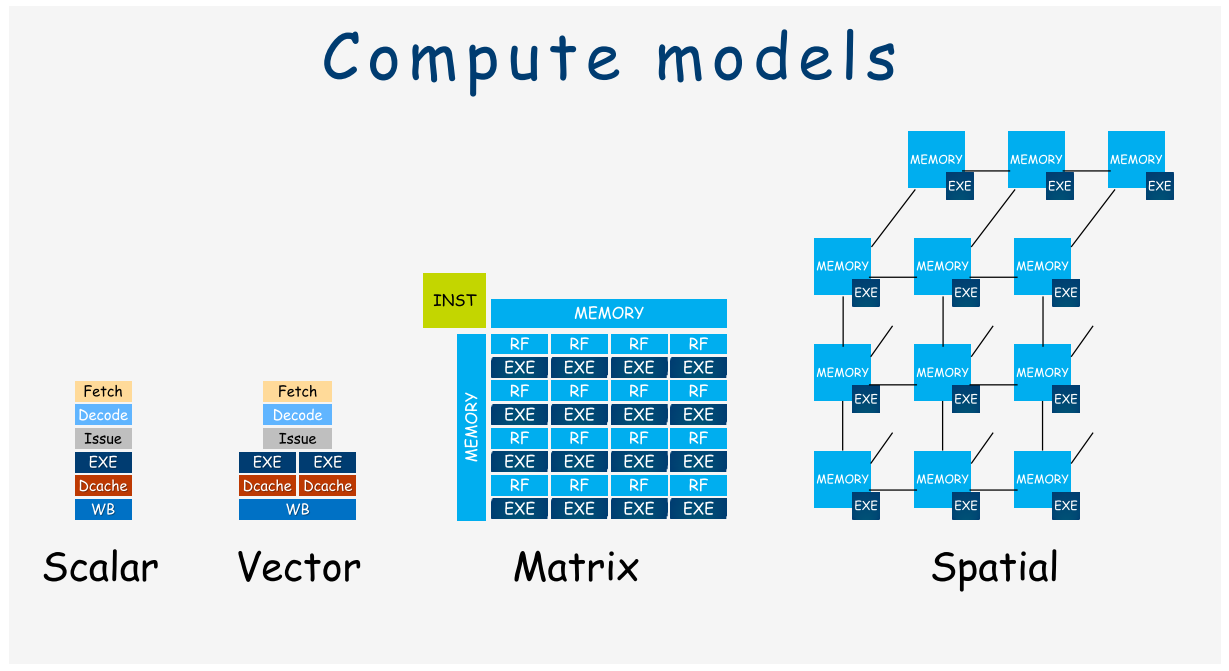 Compute models
Fetch
Decode
Issue
EXE
Dcache
WB
Scalar
Fetch
Decode
Issue
EXE EXE
Dcache Dcache
WB
Vector
INST
MEMORY
MEMORY
RF RF RF RF
EXE EXE EXE EXE
RF RF RF RF
EXE EXE EXE EXE
RF RF RF RF
EXE EXE EXE EXE
RF RF RF RF
EXE EXE EXE EXE
Matrix
MEMORY MEMORY MEMORY
EXE EXE EXE
MEMORY MEMORY MEMORY
EXE EXE EXE
MEMORY MEMORY MEMORY
EXE EXE EXE
MEMORY MEMORY MEMORY
EXE EXE EXE
Spatial